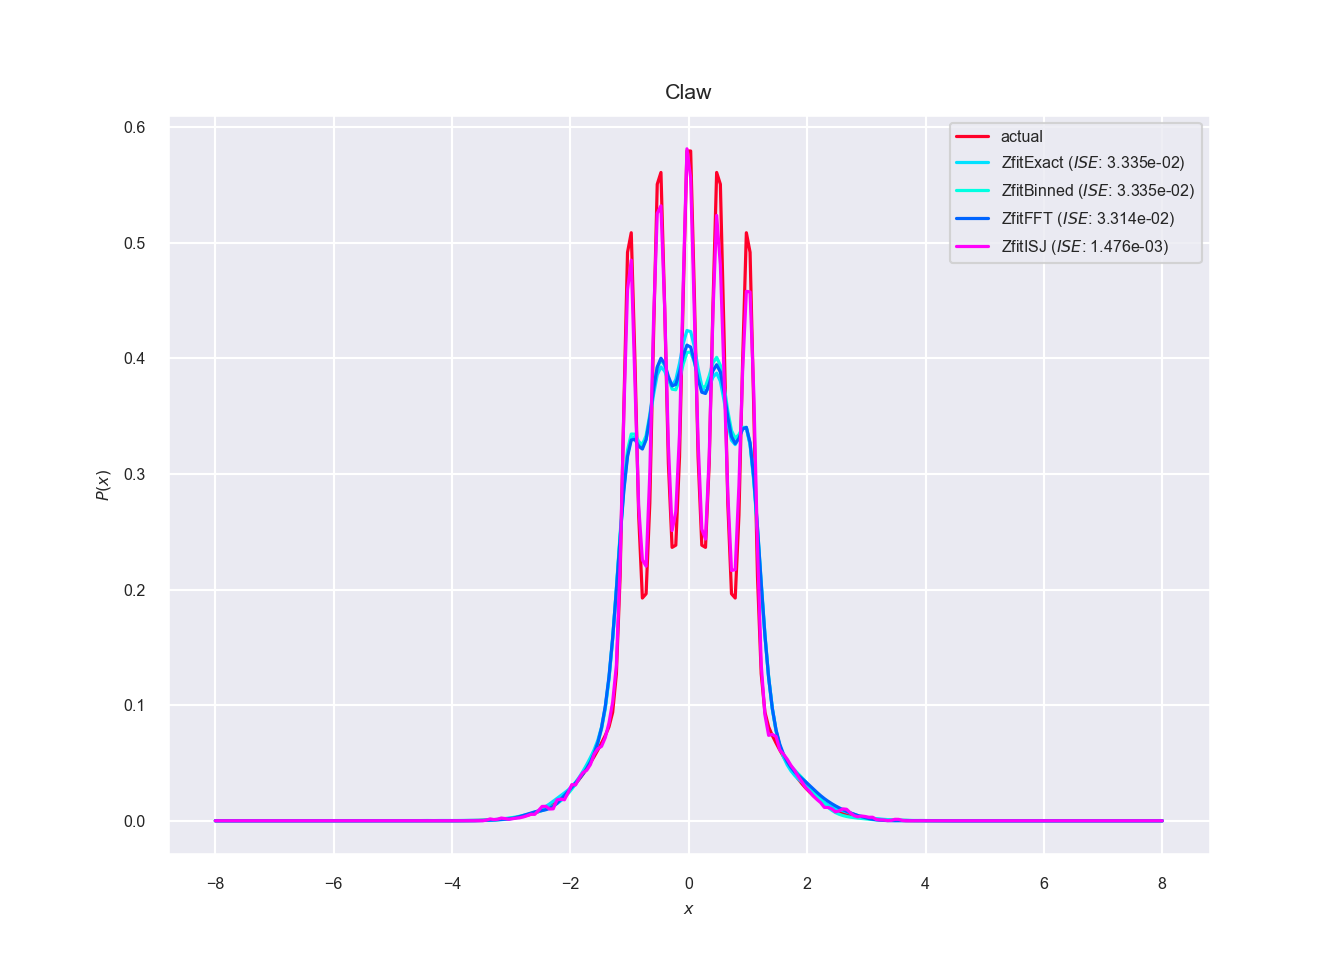 Claw
actual
ZfitExact (ISE: 3.335e-02)
ZfitBinned (ISE: 3.335e-02)
ZfitFFT (ISE: 3.314e-02)
ZfitISJ (ISE: 1.476e-03)
0.6
0.5
0.4
0.3
0.2
0.1
0.0
P(x)
−8 −6 −4 −2 0 2 4 6 8
x